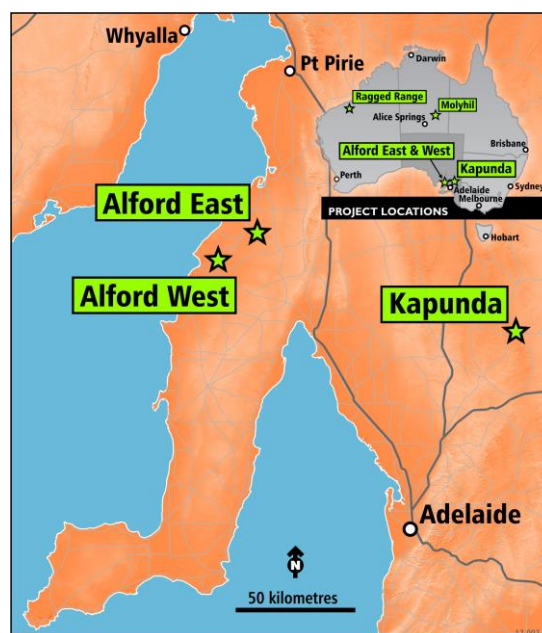 Whyalla
Pt Pirie
Darwin
Ragged Range
Molyhil
Alice Springs
Alford East & West
Brisbane
Kapunda
Perth
Adelaide
Sydney
Melbourne
PROJECT LOCATIONS
Hobart
Alford East
Alford West
Kapunda
Adelaide
N
50 kilometres